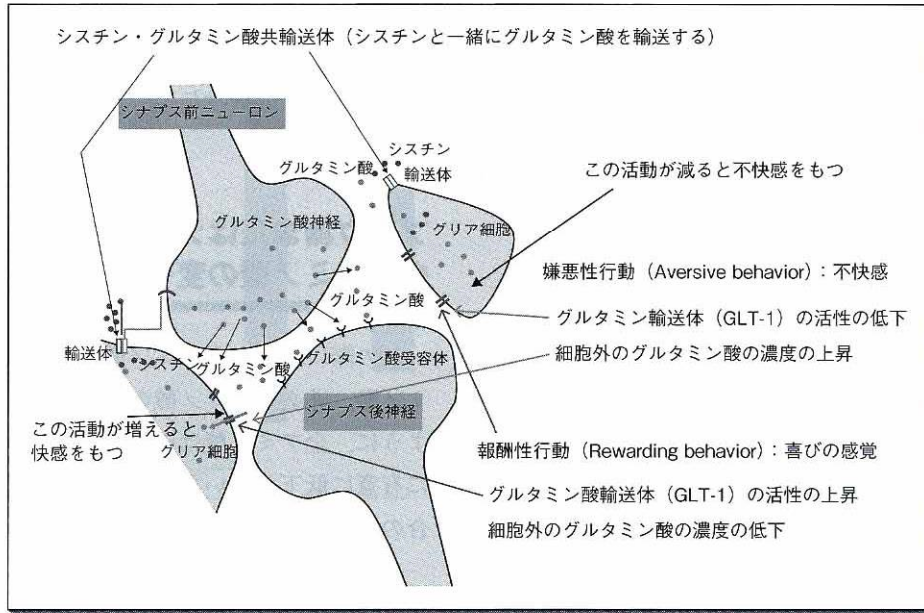 システン・グルタミン酸共輸送体(システンと一緒にグルタミン酸を輸送する)
シナプス前ニューロン
グルタミン酸
シスチン
輸送体
この活動が減ると不快感をもつ
グルタミン酸神経
グリア細胞
嫌悪性行動(Aversive behavior):不快感
グルタミン酸
グルタミン輸送体(GLT-1)の活性の低下
輸送体
シスチン
グルタミン酸
グルタミン酸受容体
細胞外のグルタミン酸の濃度の上昇
シナプス後神経
この活動が増えると
快感をもつ
グリア細胞
報酬性行動(Rewarding behavior):喜びの感覚
グルタミン酸輸送体(GLT-1)の活性の上昇
細胞外のグルタミン酸の濃度の低下